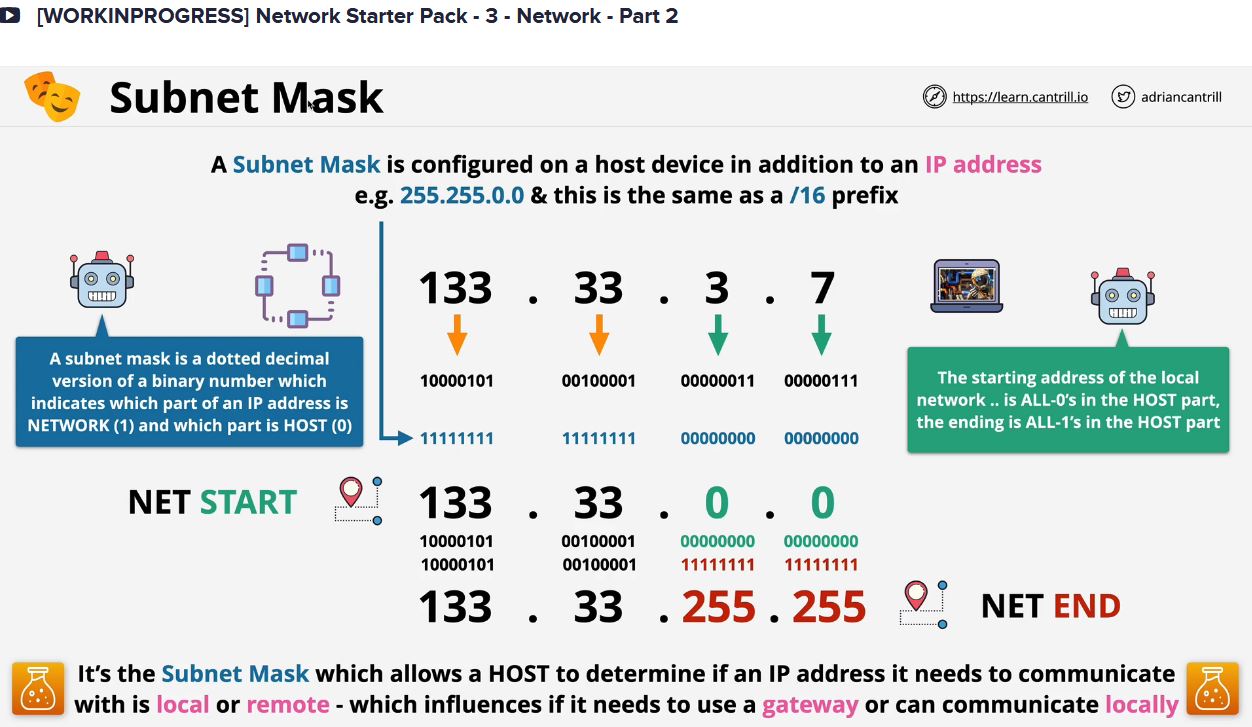 [WORKINPROGRESS] Network Starter Pack - 3 - Network - Part 2
Subnet Mask
https://learn.cantrill.io
adriancantrill
A Subnet Mask is configured on a host device in addition to an IP address
e.g. 255.255.0.0 & this is the same as a /16 prefix
133 . 33 . 3 . 7
A subnet mask is a dotted decimal
version of a binary number which
indicates which part of an IP address is
NETWORK (1) and which part is HOST (0)
10000101 00100001 00000011 00000111
11111111 11111111 00000000 00000000
The starting address of the local
network .. is ALL-0’s in the HOST part,
the ending is ALL-1’s in the HOST part
NET START
133 . 33 . 0 . 0
10000101 00100001 00000000 00000000
10000101 00100001 11111111 11111111
133 . 33 . 255 . 255
NET END
It’s the Subnet Mask which allows a HOST to determine if an IP address it needs to communicate
with is local or remote - which influences if it needs to use a gateway or can communicate locally